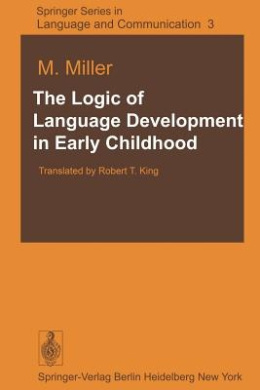 Springer Series in
Language and Communication 3
M. Miller
The Logic of
Language Development
in Early Childhood
Translated by Robert T. King
Springer-Verlag Berlin Heidelberg New York